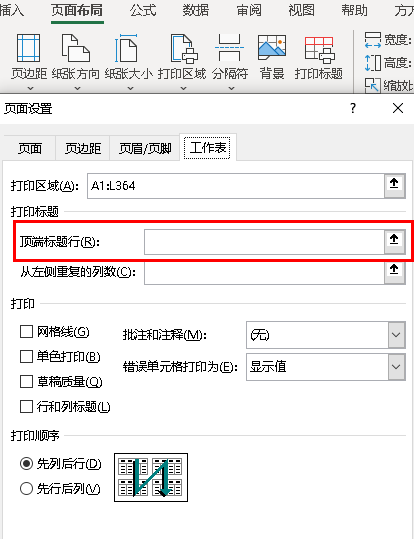 插入 页面布局 公式 数据 审阅 视图 帮助 方方
页边距 纸张方向 纸张大小 打印区域 分隔符 背景 打印标题
宽度:
高度:
缩放比
页面设置 ? ×
页面 页边距 页眉/页脚 工作表
打印区域(A): A1:L364
打印标题
顶端标题行(R):
从左侧重复的列数(C):
打印
网格线(G) 批注和注释(M): (无)
单色打印(B)
错误单元格打印为(E): 显示值
草稿质量(Q)
行和列标题(L)
打印顺序
先列后行(D)
先行后列(V)